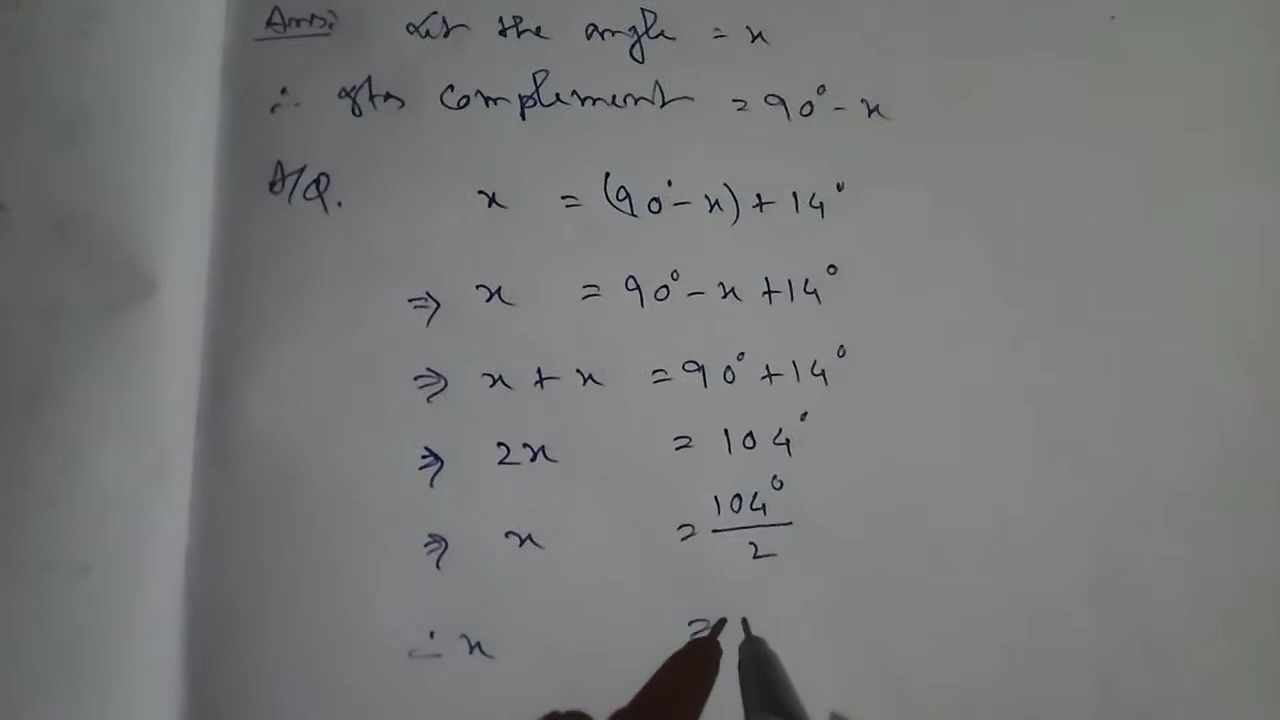 Ans: Let the angle = x
∴ Its complement = 90° - x
A/Q. x = (90° - x) + 14°
⇒ x = 90° - x + 14°
⇒ x + x = 90° + 14°
⇒ 2x = 104°
⇒ x = 104°/2
∴ x =